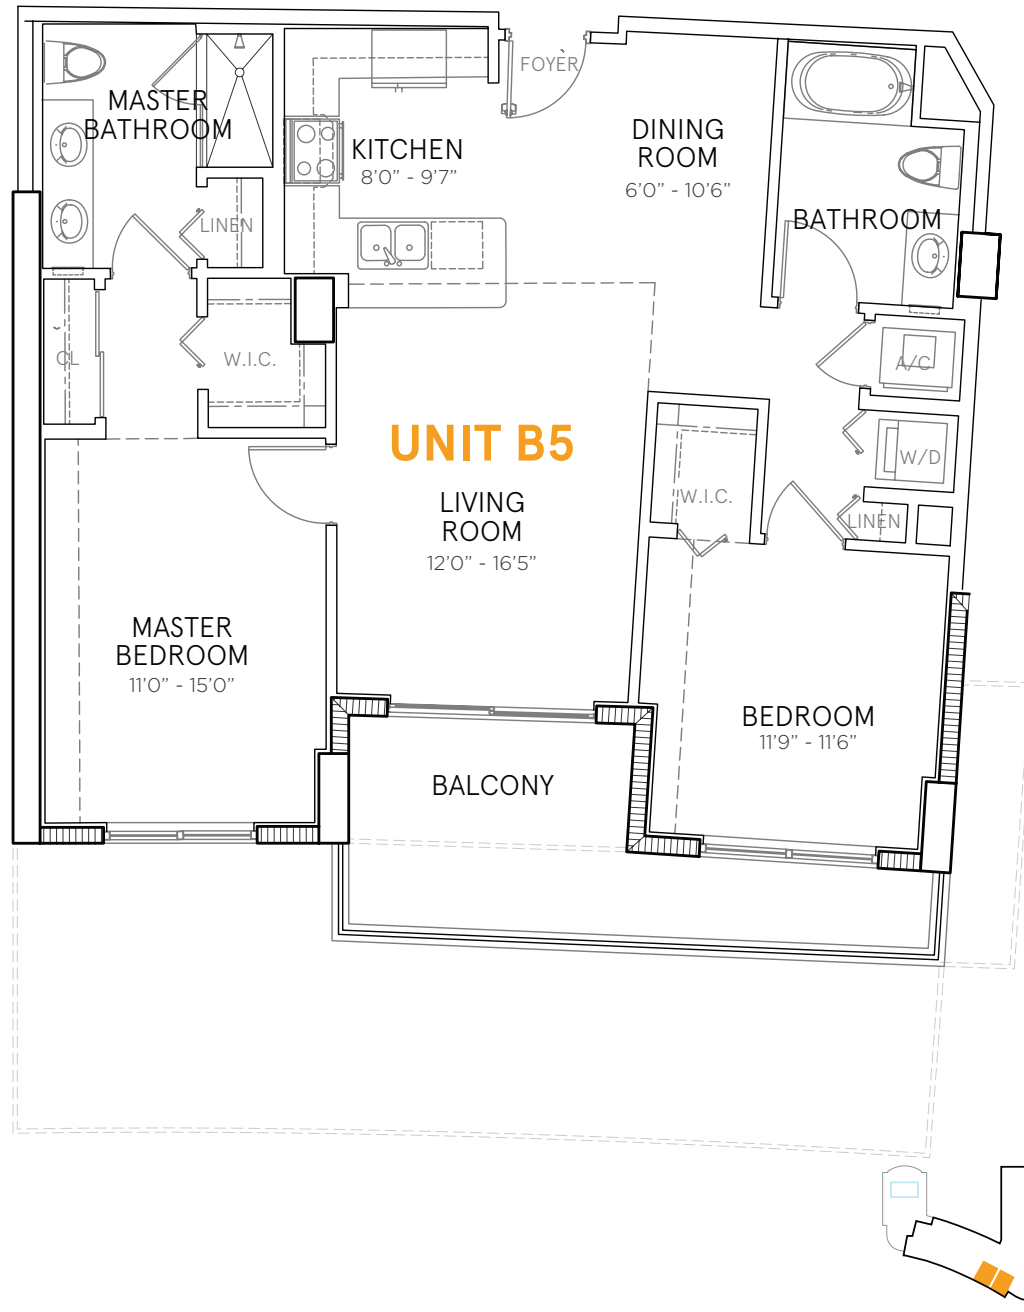 FOYÈR
MASTER
BATHROOM
KITCHEN
8’0” - 9’7”
DINING
ROOM
6’0” - 10’6”
BATHROOM
LINEN
CL
W.I.C.
A/C
UNIT B5
W/D
LIVING
ROOM
12’0” - 16’5”
W.I.C.
LINEN
MASTER
BEDROOM
11’0” - 15’0”
BEDROOM
11’9” - 11’6”
BALCONY